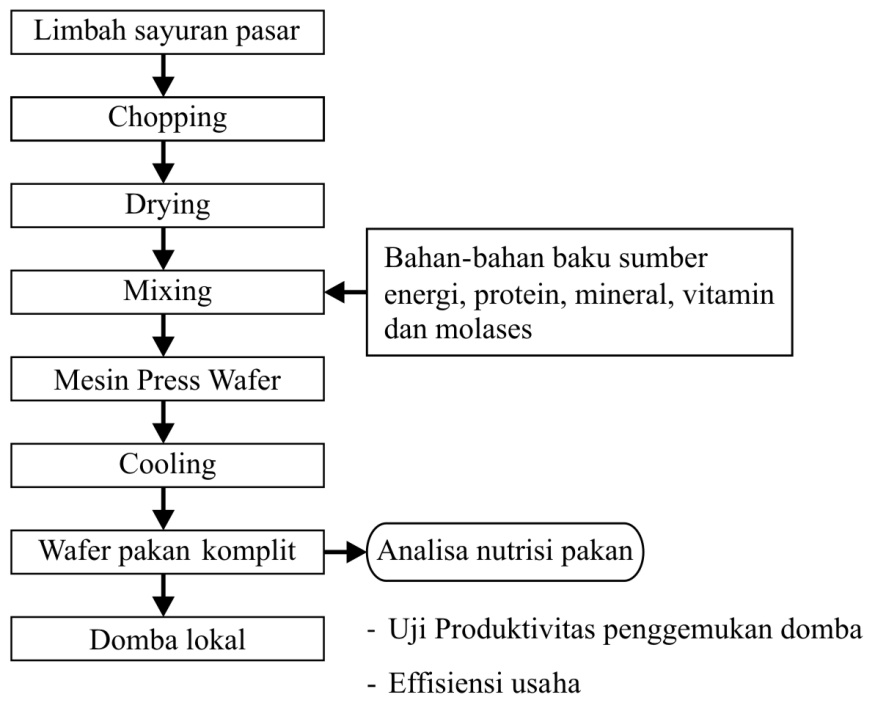 Limbah sayuran pasar
Chopping
Drying
Mixing
Bahan-bahan baku sumber
energi, protein, mineral, vitamin
dan molases
Mesin Press Wafer
Cooling
Wafer pakan komplit
Analisa nutrisi pakan
Domba lokal
- Uji Produktivitas penggemukan domba
- Effisiensi usaha